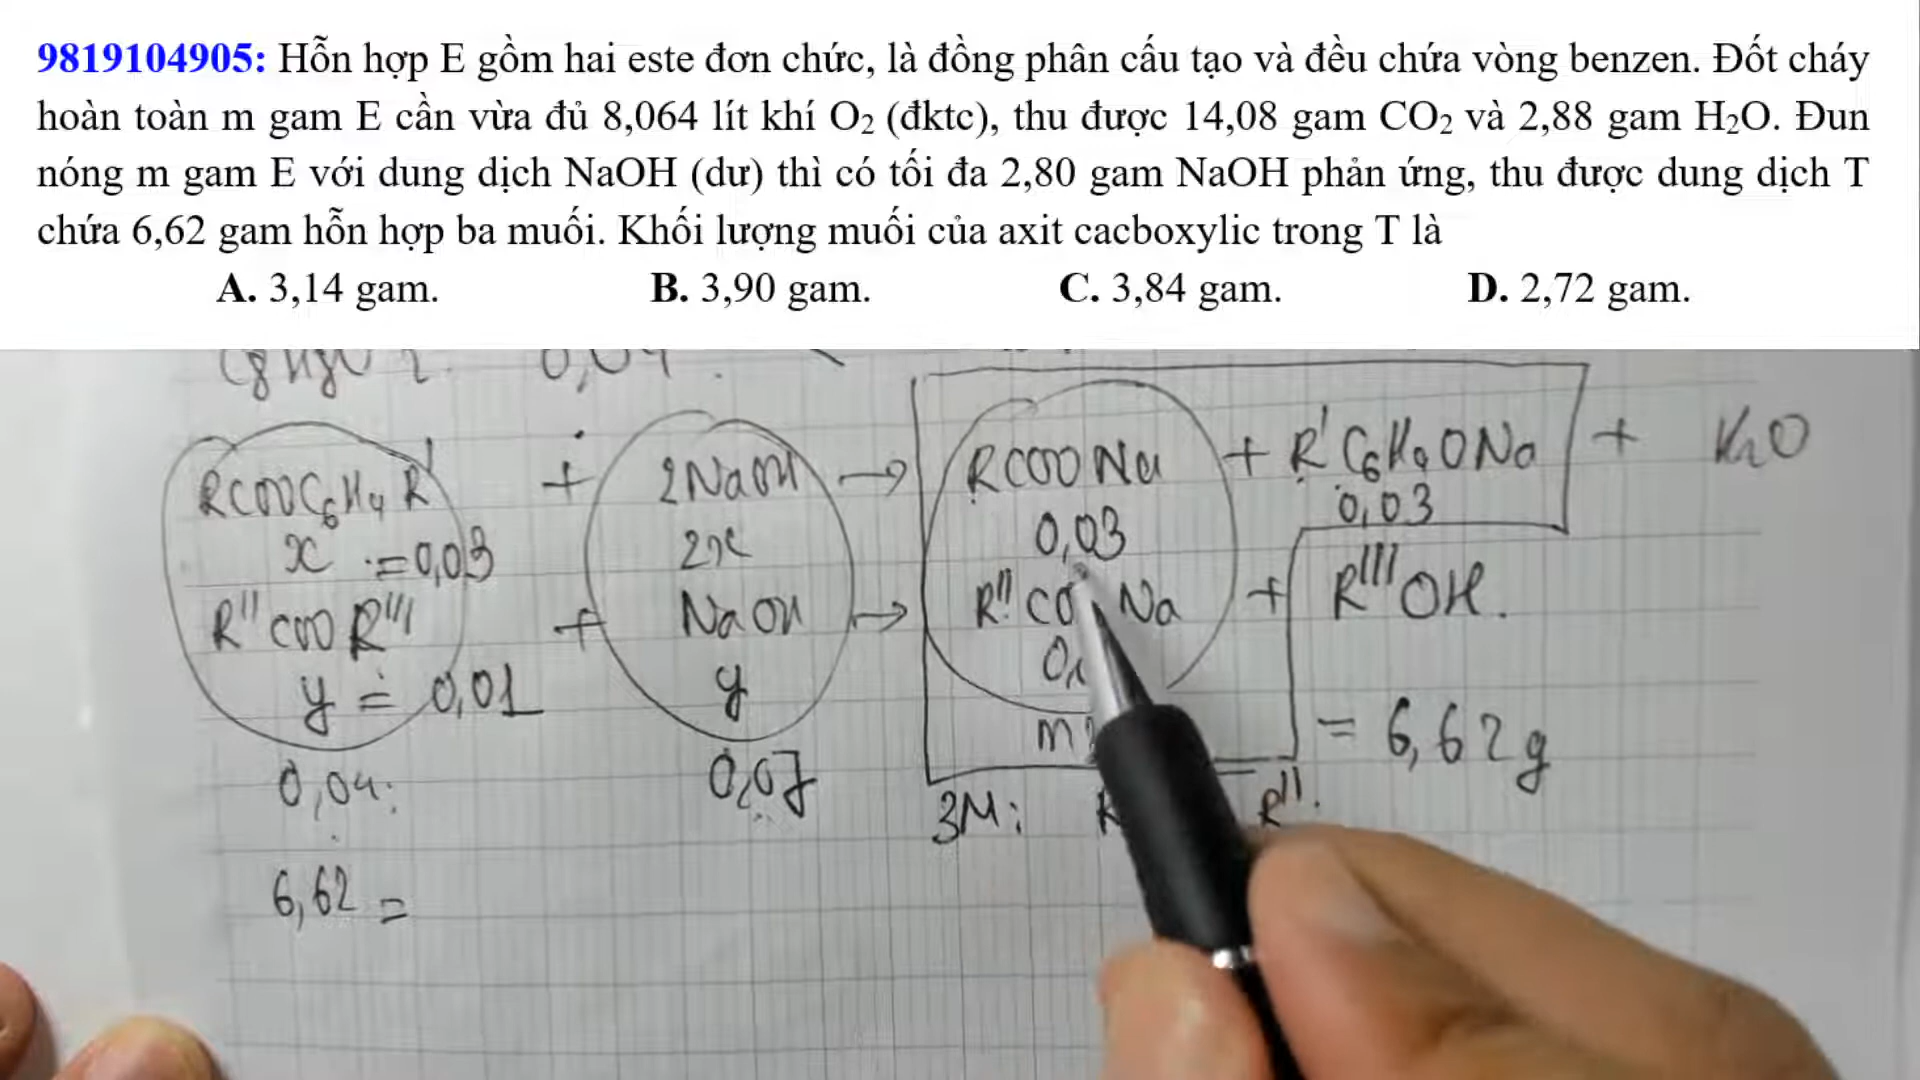 9819104905: Hỗn hợp E gồm hai este đơn chức, là đồng phân cấu tạo và đều chứa vòng benzen. Đốt cháy
hoàn toàn m gam E cần vừa đủ 8,064 lít khí O₂ (đktc), thu được 14,08 gam CO₂ và 2,88 gam H₂O. Đun
nóng m gam E với dung dịch NaOH (dư) thì có tối đa 2,80 gam NaOH phản ứng, thu được dung dịch T
chứa 6,62 gam hỗn hợp ba muối. Khối lượng muối của axit cacboxylic trong T là
A. 3,14 gam. B. 3,90 gam. C. 3,84 gam. D. 2,72 gam.
RCOOC₆H₄R' + 2NaOH → RCOONa + R'C₆H₄ONa + H₂O
x = 0,03 2x 0,03 0,03
R''COOR''' + NaOH → Na + R'''OH.
y = 0,01 y
0,04 0,07 m = 6,62g
3M: R''.
6,62 =